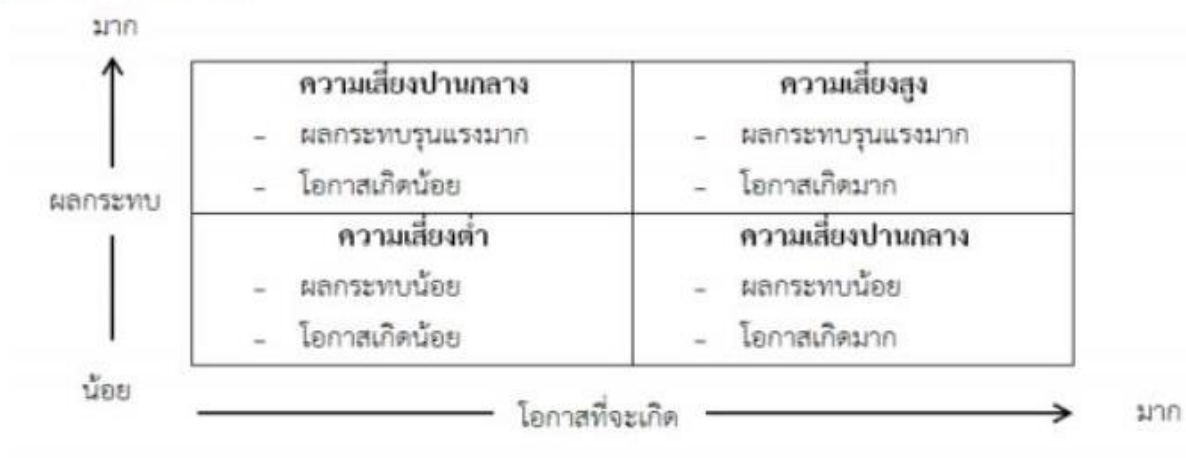 มาก
ความเสี่ยงปานกลาง ความเสี่ยงสูง
- ผลกระทบรุนแรงมาก - ผลกระทบรุนแรงมาก
- โอกาสเกิดน้อย - โอกาสเกิดมาก
ผลกระทบ
ความเสี่ยงต่ำ ความเสี่ยงปานกลาง
- ผลกระทบน้อย - ผลกระทบน้อย
- โอกาสเกิดน้อย - โอกาสเกิดมาก
น้อย
โอกาสที่จะเกิด มาก